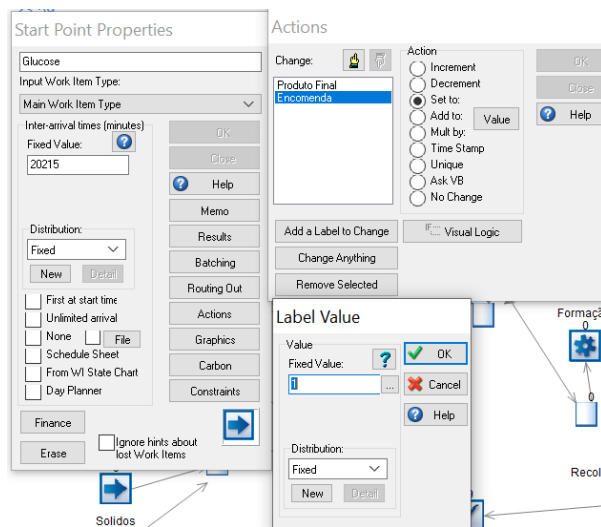 Start Point Properties
Glucose
Input Work Item Type:
Main Work Item Type
Inter-arrival times (minutes)
Fixed Value:
20215
Distribution:
Fixed
New
Detail
First at start time
Unlimited arrival
None
File
Schedule Sheet
From WI State Chart
Day Planner
Finance
Erase
Ignore hints about
lost Work Items
OK
Close
Help
Memo
Results
Batching
Routing Out
Actions
Graphics
Carbon
Constraints
Actions
Change:
Produto Final
Encomenda
Add a Label to Change
Change Anything
Remove Selected
Action
Increment
Decrement
Set to:
Add to:
Value
Mult by:
Time Stamp
Unique
Ask VB
No Change
IF
Visual Logic
OK
Close
Help
Label Value
Value
Fixed Value:
1
...
Distribution:
Fixed
New
Detail
OK
Cancel
Help
Formaçã
0
0
Recol
Solidos